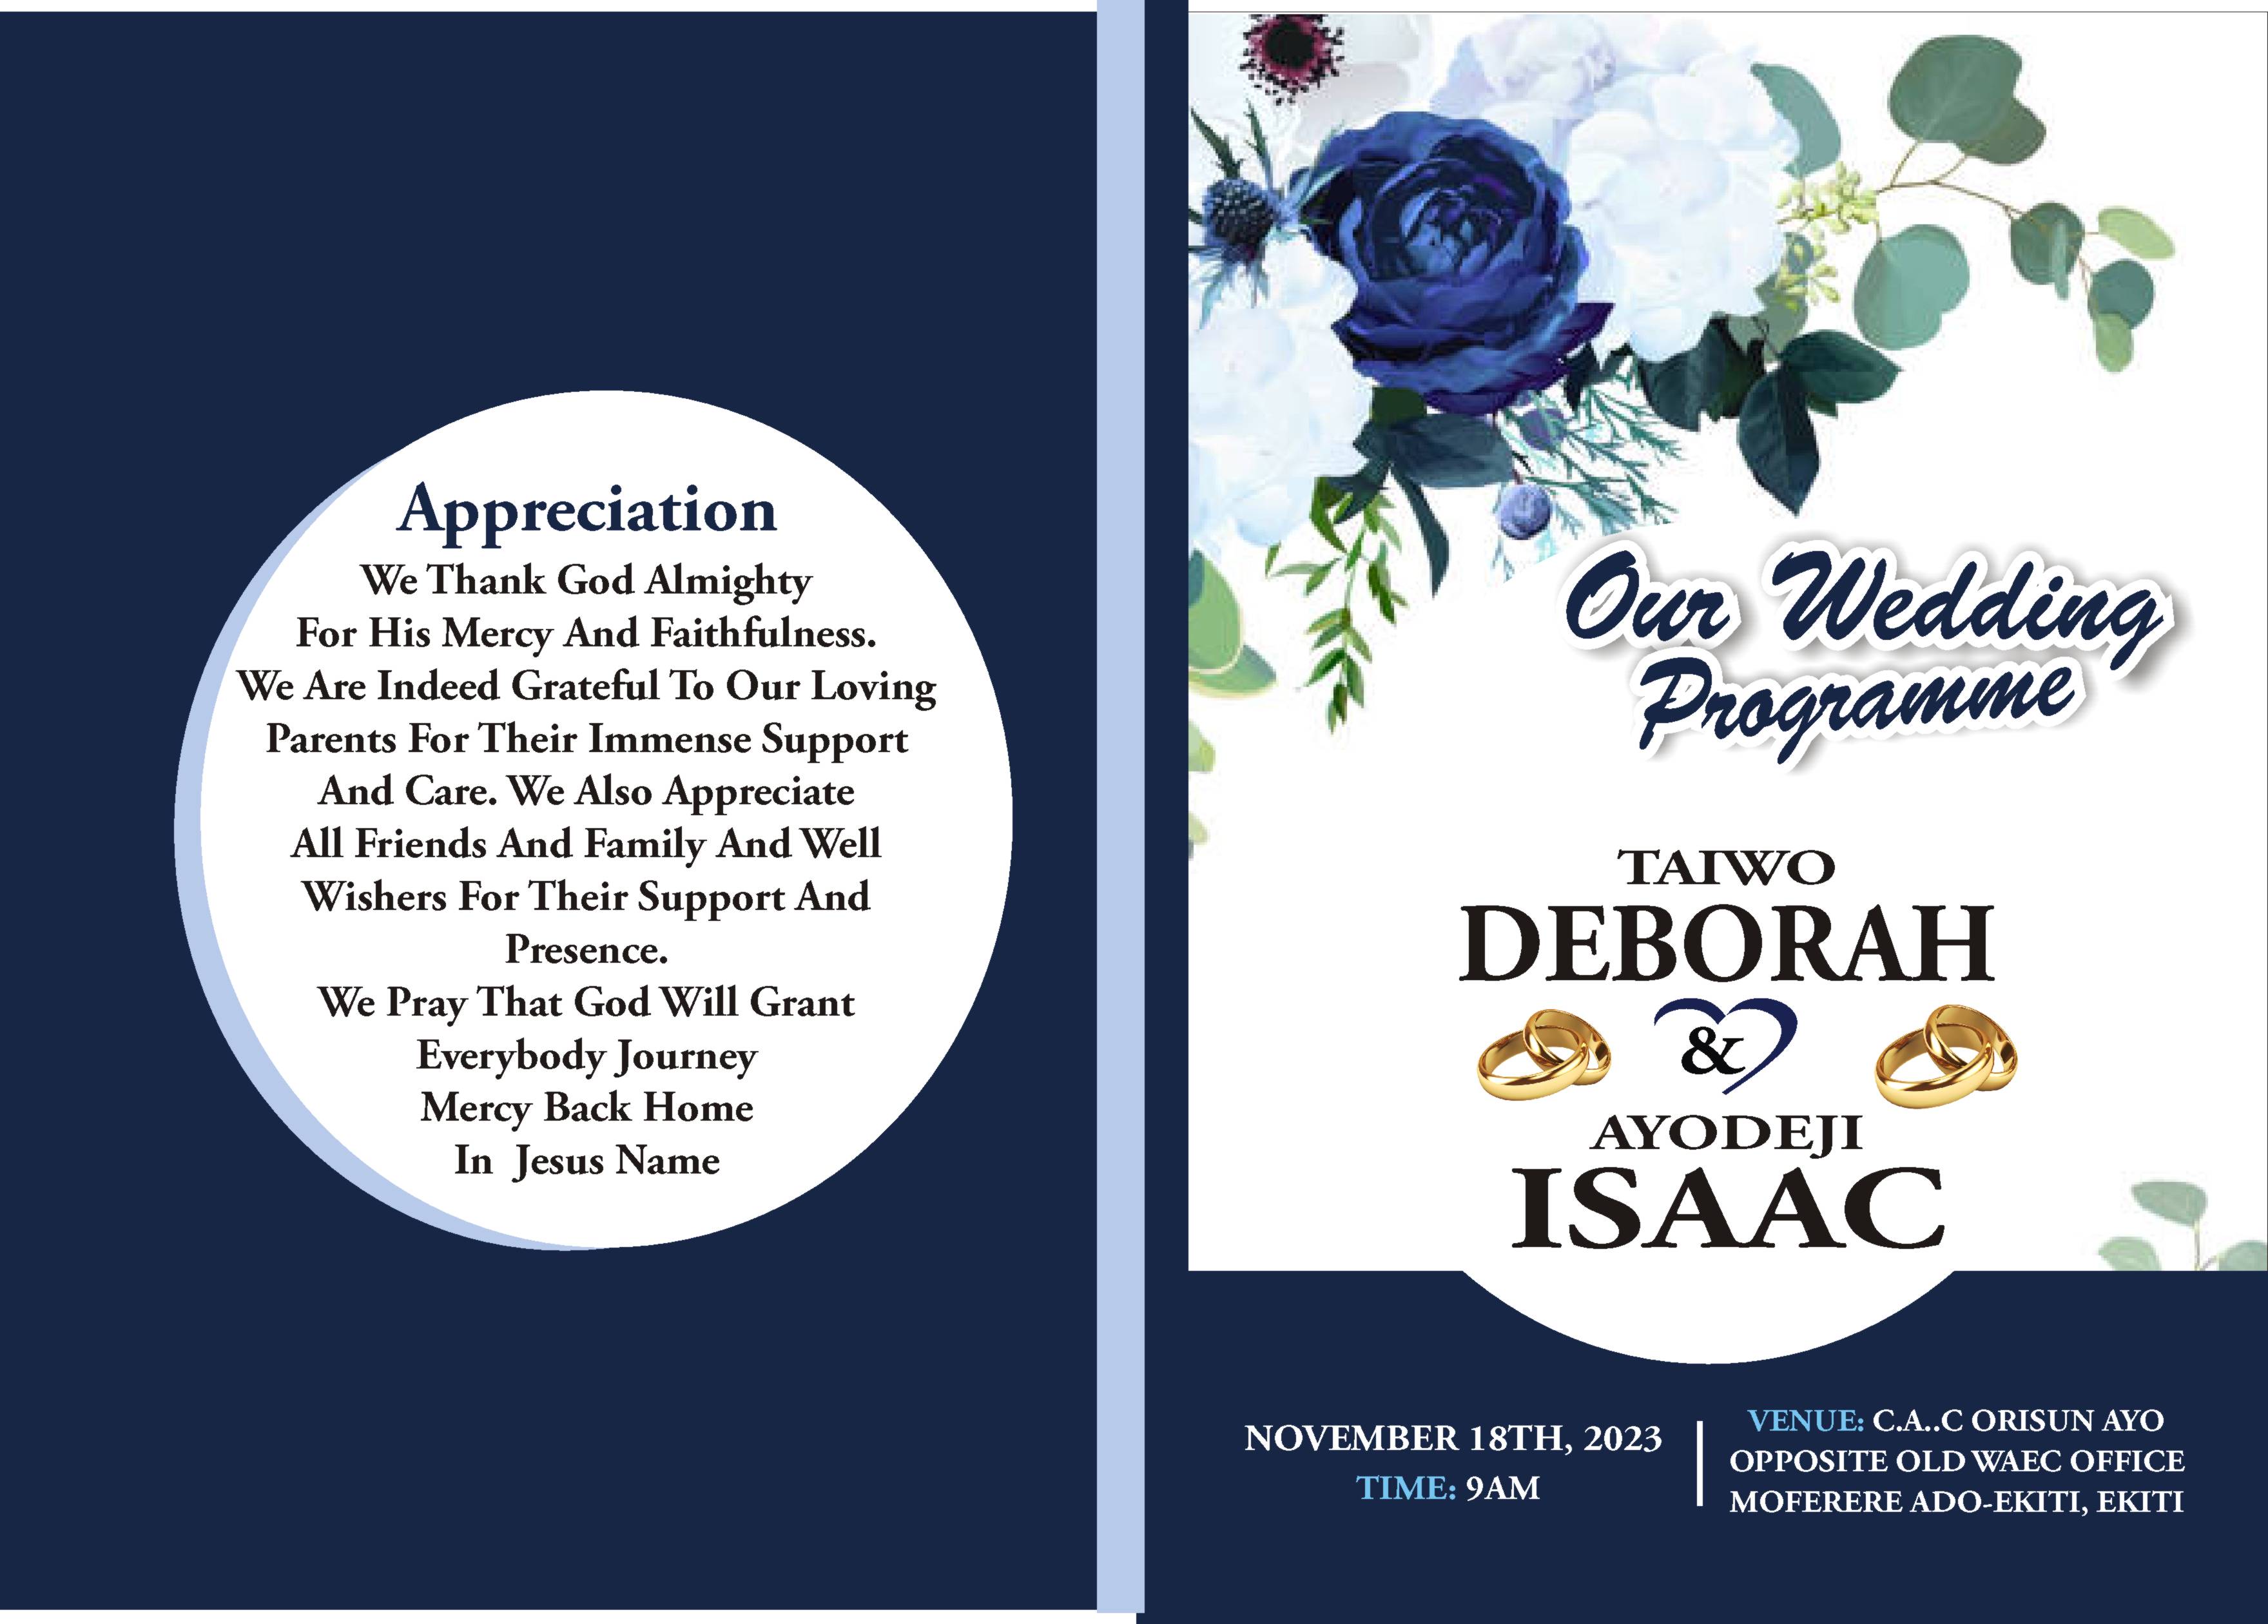 Appreciation
We Thank God Almighty
For His Mercy And Faithfulness.
We Are Indeed Grateful To Our Loving
Parents For Their Immense Support
And Care. We Also Appreciate
All Friends And Family And Well
Wishers For Their Support And
Presence.
We Pray That God Will Grant
Everybody Journey
Mercy Back Home
In  Jesus Name
Our Wedding
Programme
TAIWO
DEBORAH
&
AYODEJI
ISAAC
NOVEMBER 18TH, 2023
TIME: 9AM
VENUE: C.A..C ORISUN AYO
OPPOSITE OLD WAEC OFFICE
MOFERERE ADO-EKITI, EKITI